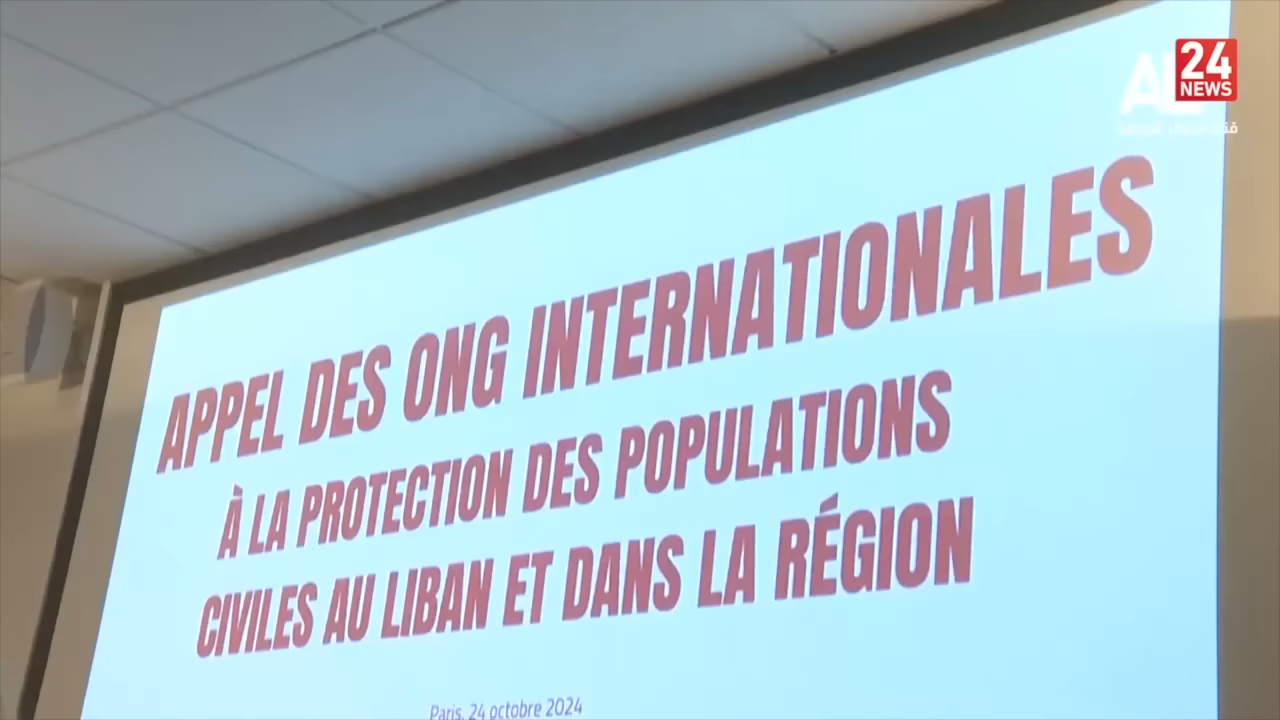 AL
24
NEWS
APPEL DES ONG INTERNATIONALES
À LA PROTECTION DES POPULATIONS
CIVILES AU LIBAN ET DANS LA RÉGION
Paris, 24 octobre 2024